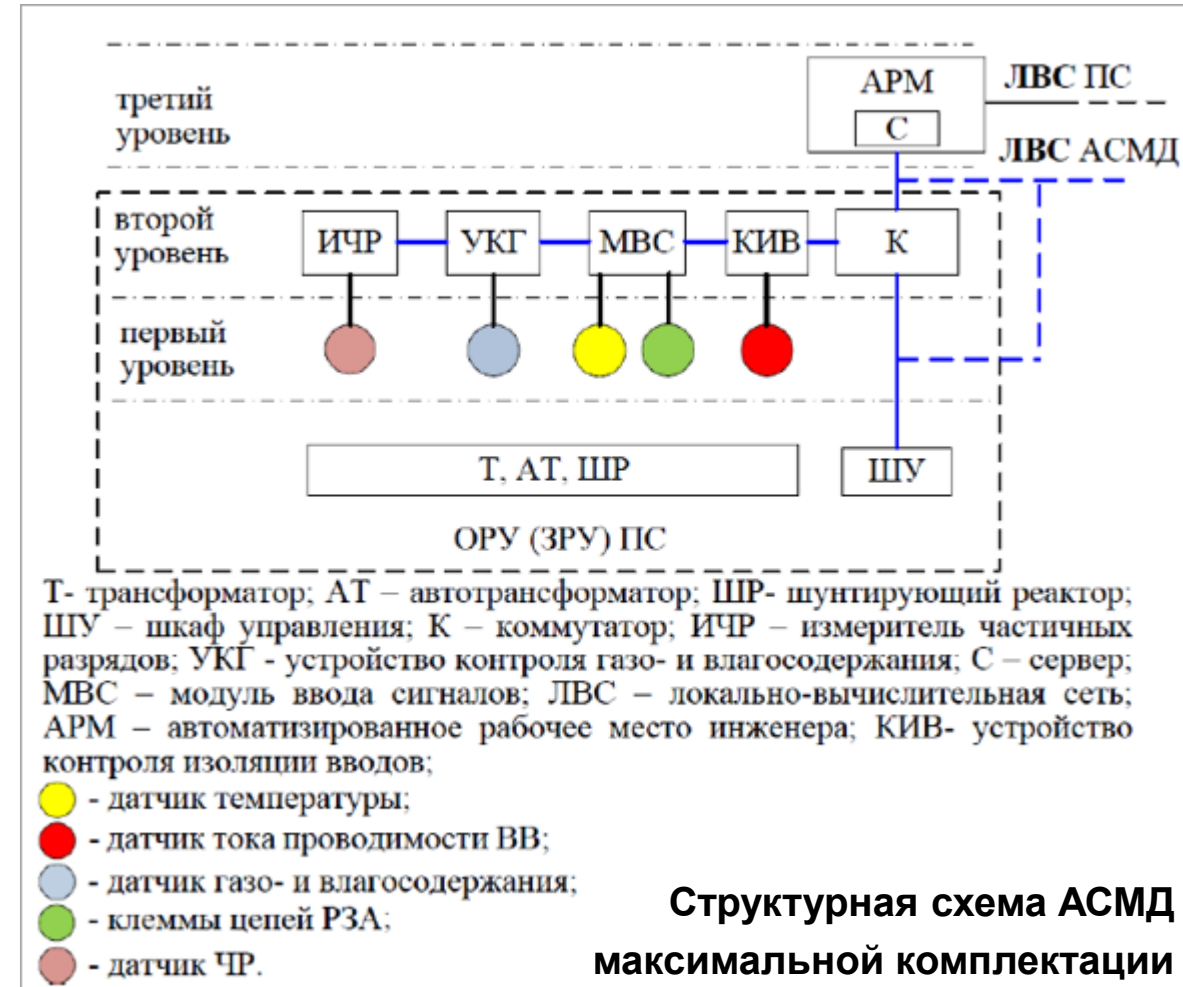 третий
уровень
АРМ
С
ЛВС ПС
ЛВС АСМД
второй
уровень
ИЧР
УКГ
МВС
КИВ
К
первый
уровень
Т, АТ, ШР
ШУ
ОРУ (ЗРУ) ПС
Т- трансформатор; АТ – автотрансформатор; ШР- шунтирующий реактор;
ШУ – шкаф управления; К – коммутатор; ИЧР – измеритель частичных
разрядов; УКГ - устройство контроля газо- и влагосодержания; С – сервер;
МВС – модуль ввода сигналов; ЛВС – локально-вычислительная сеть;
АРМ – автоматизированное рабочее место инженера; КИВ- устройство
контроля изоляции вводов;
- датчик температуры;
- датчик тока проводимости ВВ;
- датчик газо- и влагосодержания;
- клеммы цепей РЗА;
- датчик ЧР.
Структурная схема АСМД
максимальной комплектации